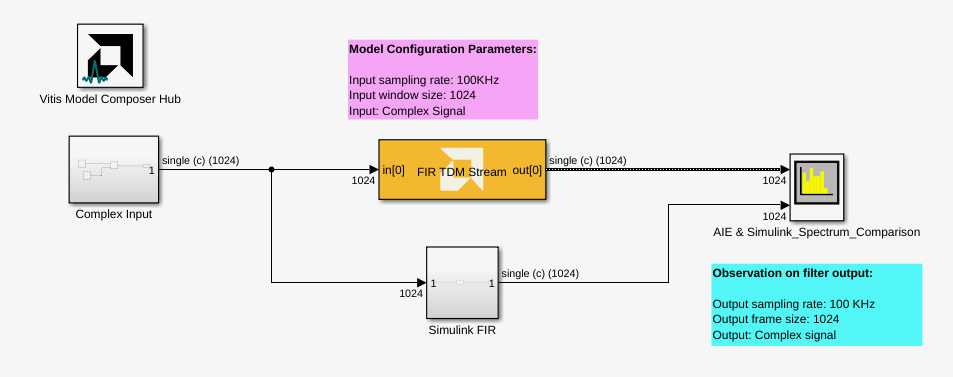 Vitis Model Composer Hub
Model Configuration Parameters:
Input sampling rate: 100KHz
Input window size: 1024
Input: Complex Signal
1
single (c) (1024)
Complex Input
1024
in[0]
FIR TDM Stream
out[0]
single (c) (1024)
1024
1024
AIE & Simulink_Spectrum_Comparison
1024
1
1
single (c) (1024)
Simulink FIR
Observation on filter output:
Output sampling rate: 100 KHz
Output frame size: 1024
Output: Complex signal